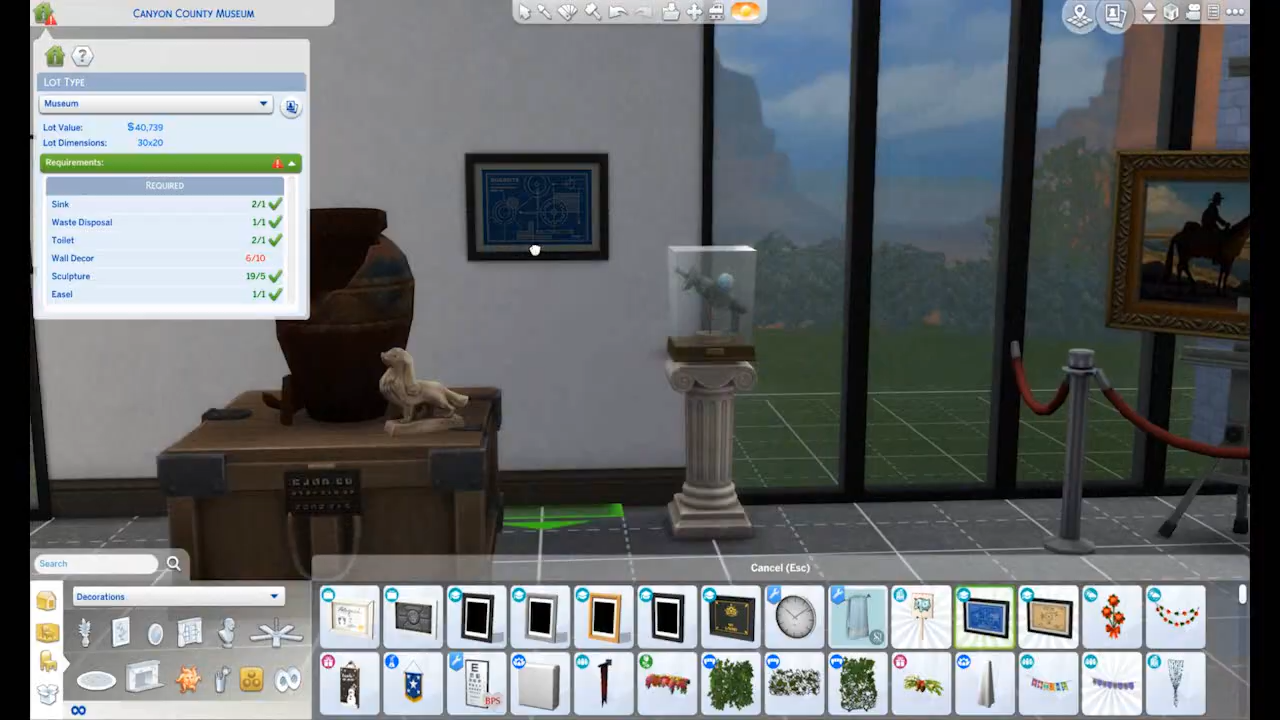 CANYON COUNTY MUSEUM
LOT TYPE
Museum
Lot Value: $40,739
Lot Dimensions: 30x20
Requirements:
REQUIRED
Sink 2/1
Waste Disposal 1/1
Toilet 2/1
Wall Decor 6/10
Sculpture 19/5
Easel 1/1
Search
Cancel (Esc)
Decorations
BPS